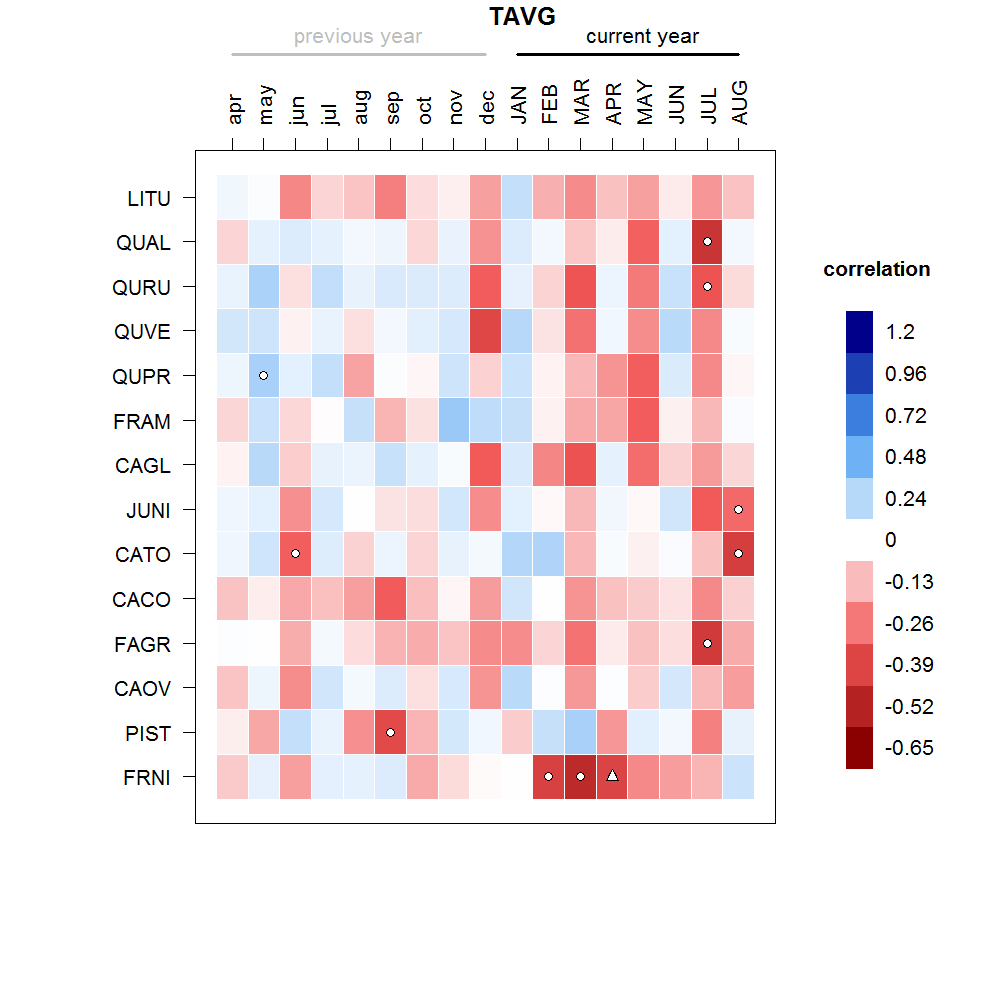 TAVG
previous year current year
apr may jun jul aug sep oct nov dec JAN FEB MAR APR MAY JUN JUL AUG
LITU
QUAL
QURU
QUVE
QUPR
FRAM
CAGL
JUNI
CATO
CACO
FAGR
CAOV
PIST
FRNI
correlation
1.2
0.96
0.72
0.48
0.24
0
-0.13
-0.26
-0.39
-0.52
-0.65